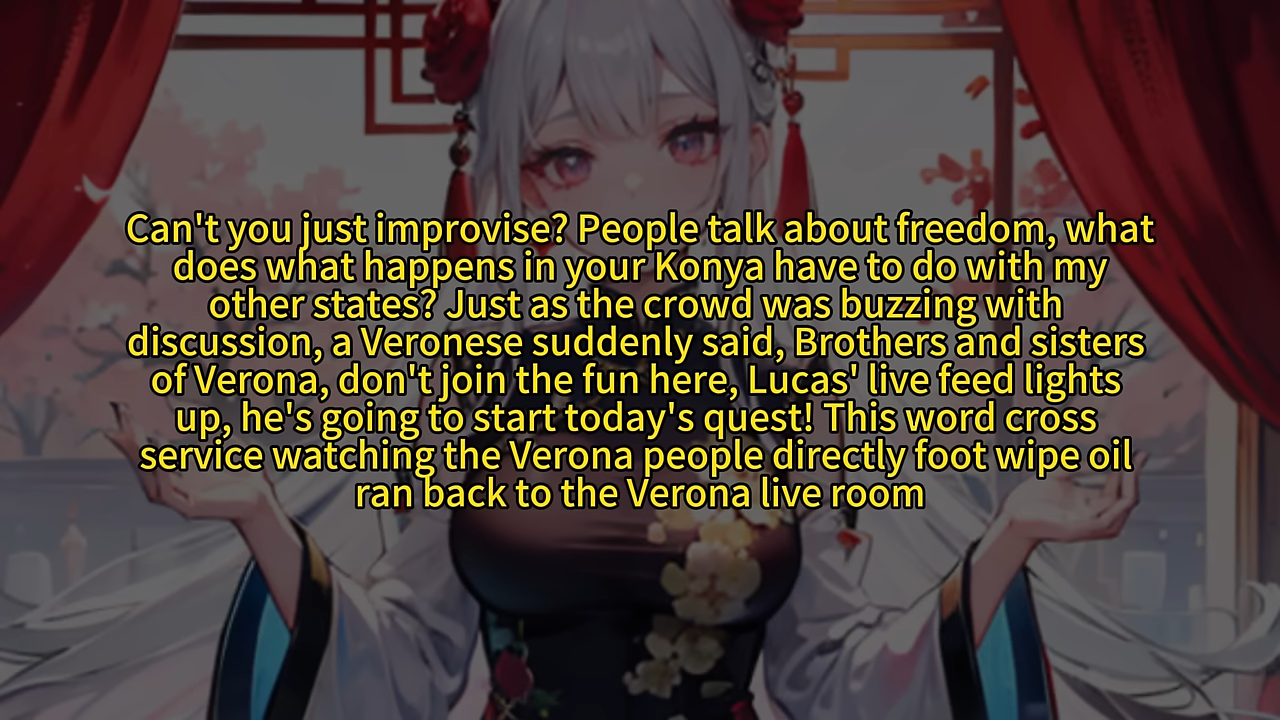 Can't you just improvise? People talk about freedom, what
does what happens in your Konya have to do with my
other states? Just as the crowd was buzzing with
discussion, a Veronese suddenly said, Brothers and sisters
of Verona, don't join the fun here, Lucas' live feed lights
up, he's going to start today's quest! This word cross
service watching the Verona people directly foot wipe oil
ran back to the Verona live room